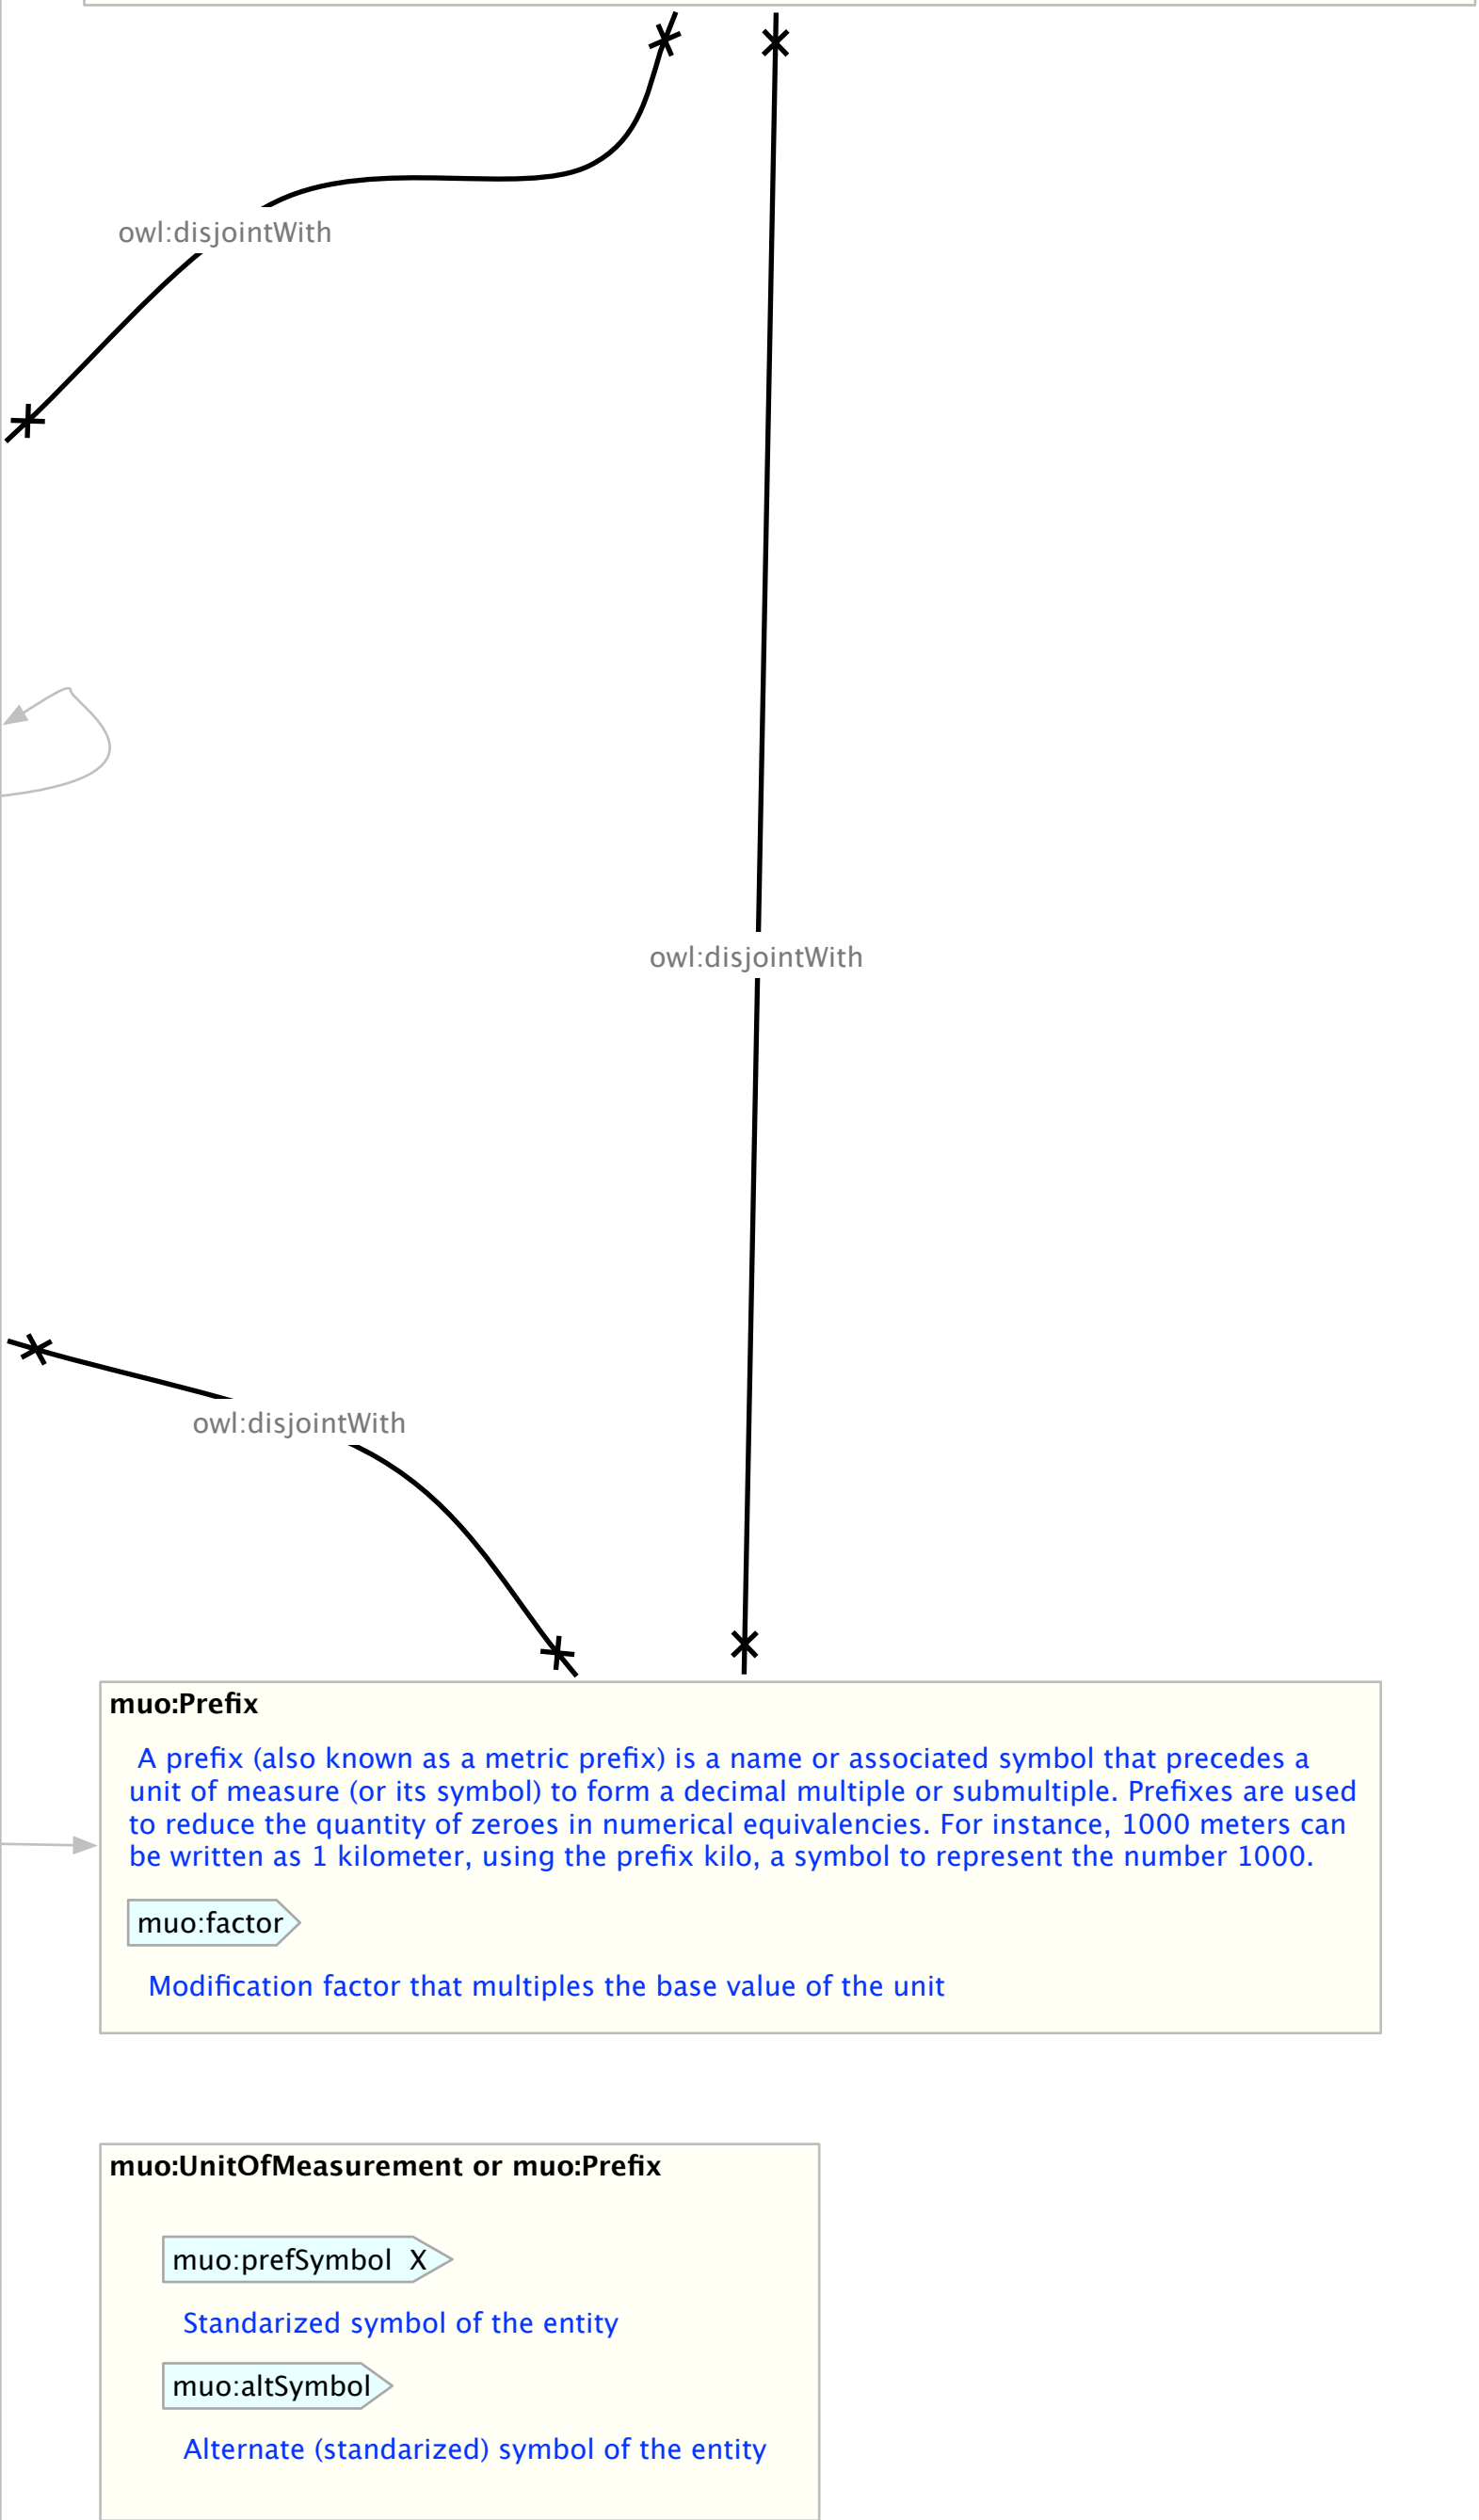 owl:disjointWith
owl:disjointWith
owl:disjointWith
muo:Prefix
A prefix (also known as a metric prefix) is a name or associated symbol that precedes a
unit of measure (or its symbol) to form a decimal multiple or submultiple. Prefixes are used
to reduce the quantity of zeroes in numerical equivalencies. For instance, 1000 meters can
be written as 1 kilometer, using the prefix kilo, a symbol to represent the number 1000.
muo:factor
Modification factor that multiples the base value of the unit
muo:UnitOfMeasurement or muo:Prefix
muo:prefSymbol X
Standarized symbol of the entity
muo:altSymbol
Alternate (standarized) symbol of the entity